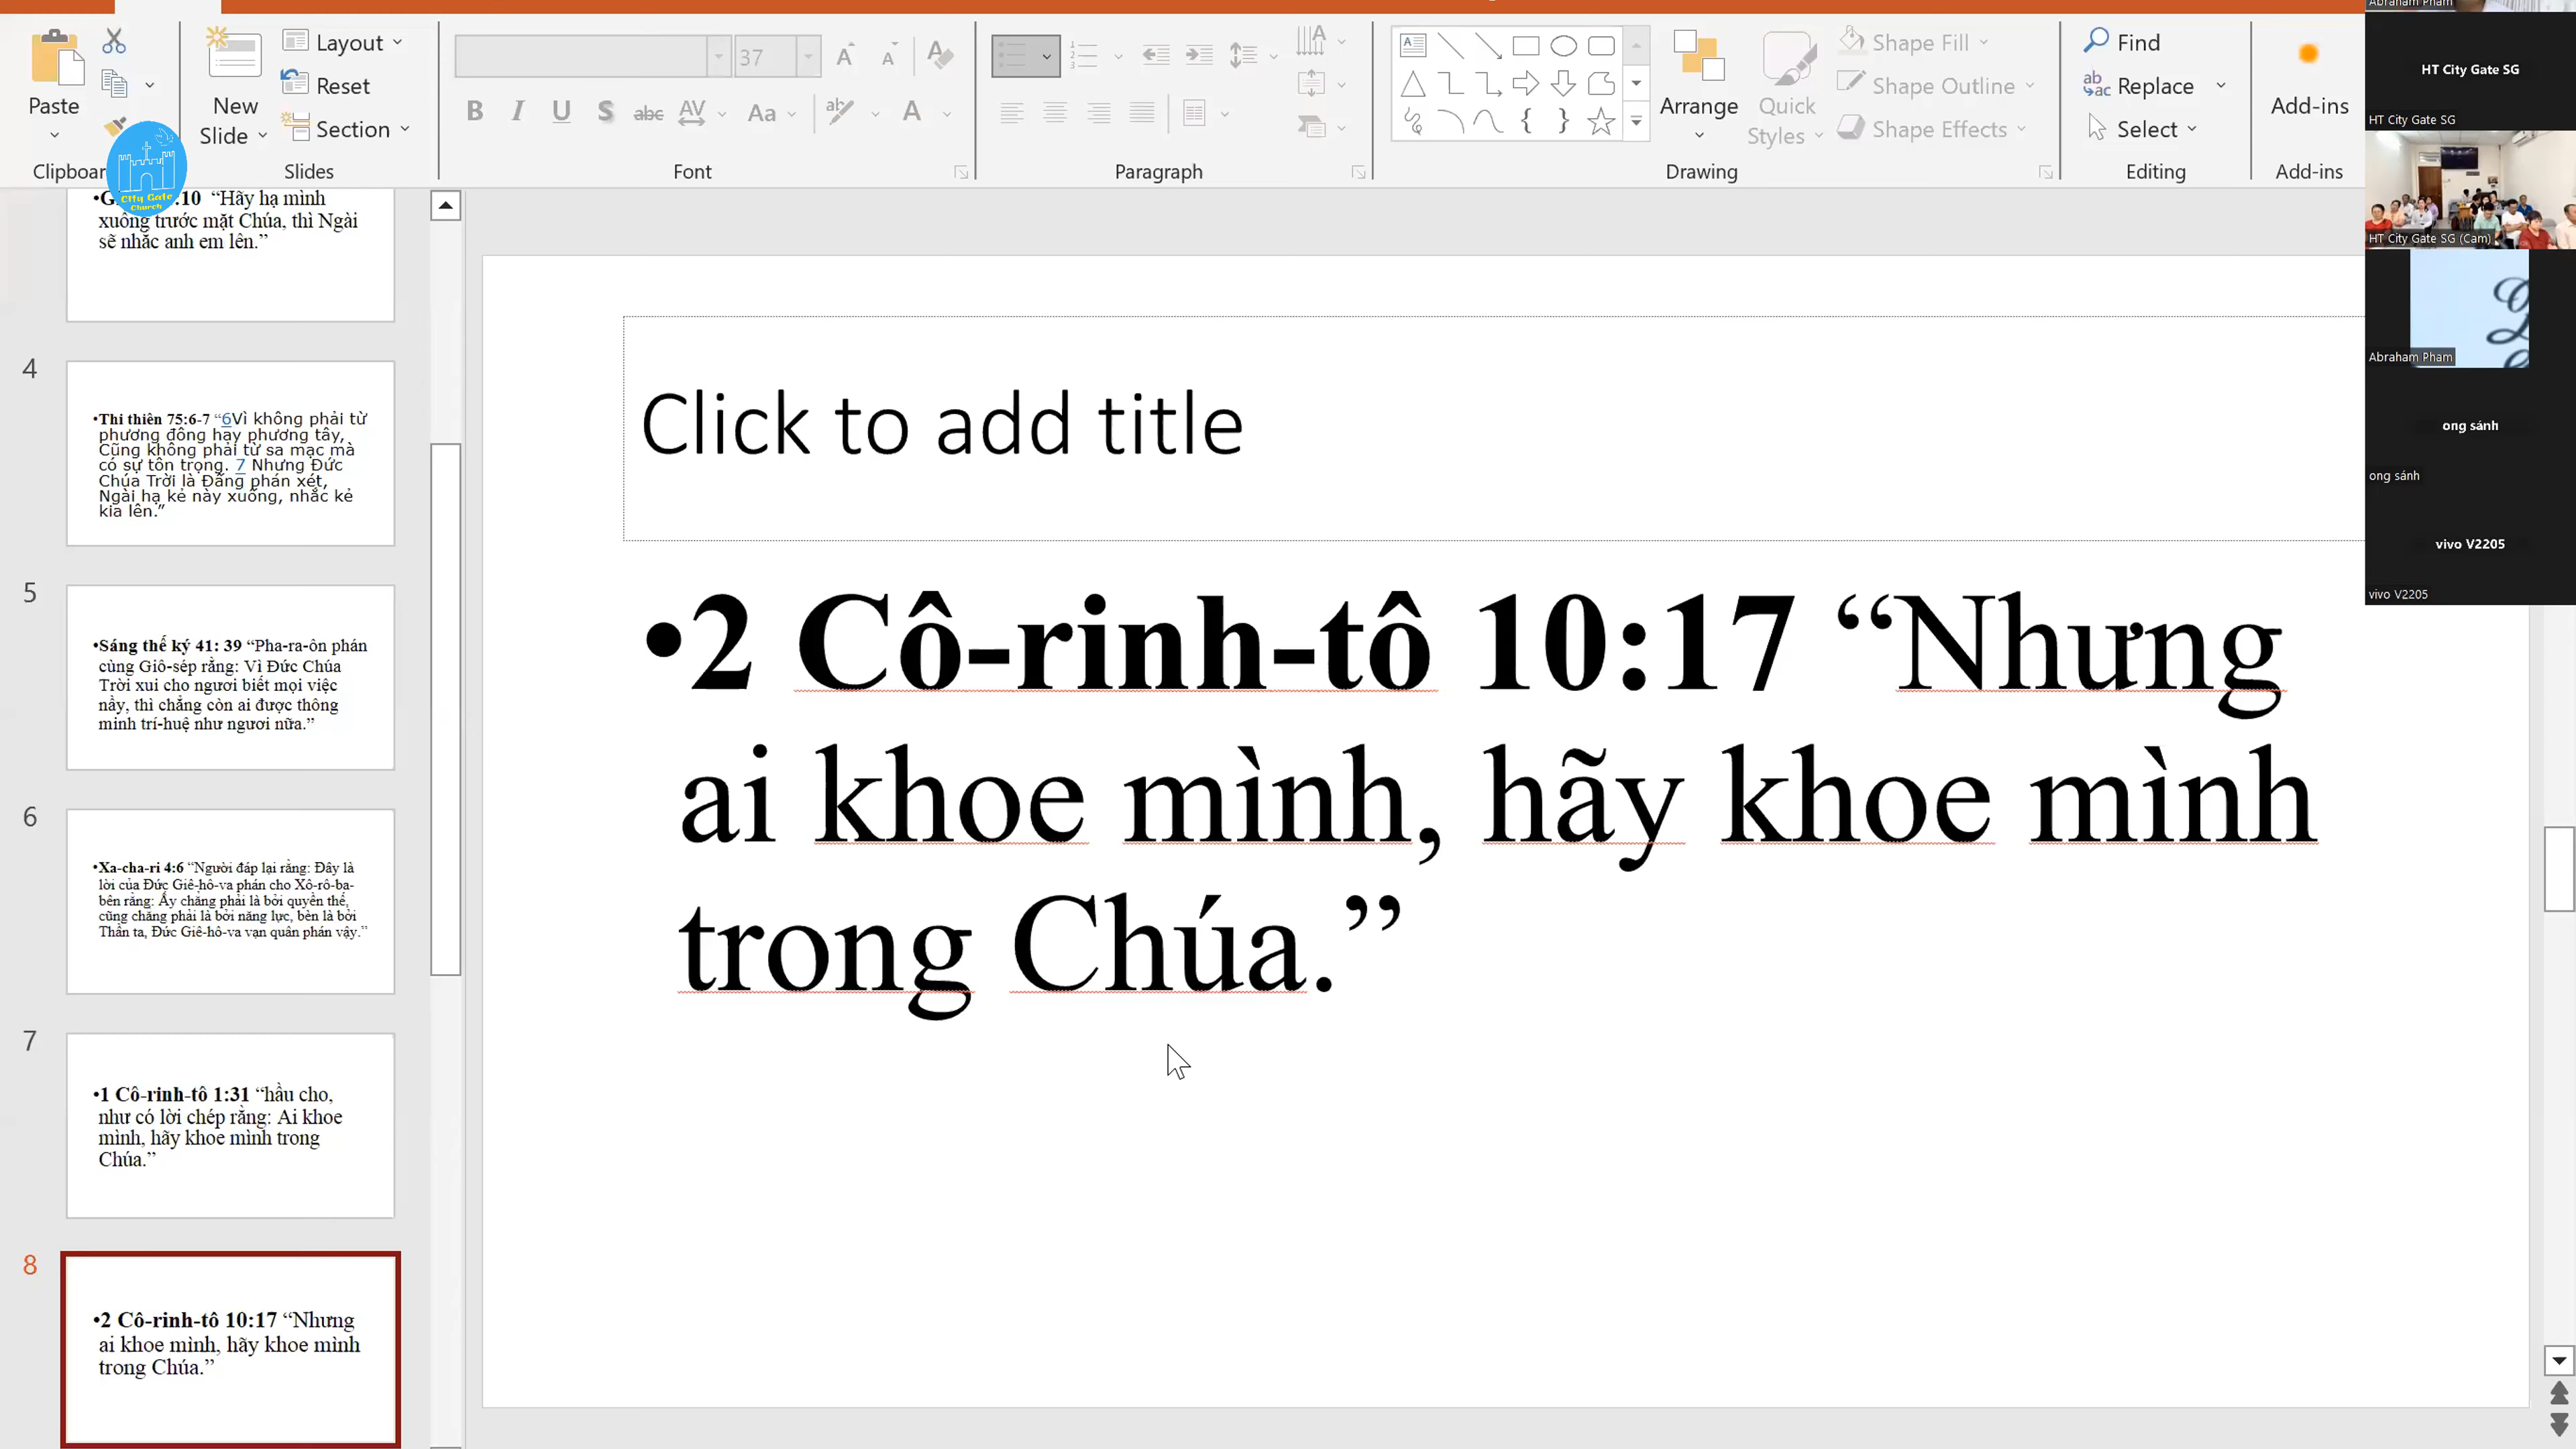 Paste
Clipboar
New
Slide
Layout
Reset
Section
Slides
37
Font
Paragraph
Arrange
Quick
Styles
Shape Fill
Shape Outline
Shape Effects
Drawing
Find
Replace
Select
Editing
Add-ins
Add-ins
City Gate
Church
:10 “Hãy hạ mình
xuống trước mặt Chúa, thì Ngài
sẽ nhắc anh em lên.”
4
•Thi thiên 75:6-7 “6Vì không phải từ
phương đông hay phương tây,
Cũng không phải từ sa mạc mà
có sự tôn trọng. 7 Nhưng Đức
Chúa Trời là Đấng phán xét,
Ngài hạ kẻ này xuống, nhắc kẻ
kia lên.”
5
•Sáng thế ký 41: 39 “Pha-ra-ôn phán
cùng Giô-sép rằng: Vì Đức Chúa
Trời xui cho ngươi biết mọi việc
nầy, thì chẳng còn ai được thông
minh trí-huệ như ngươi nữa.”
6
•Xa-cha-ri 4:6 “Người đáp lại rằng: Đây là
lời của Đức Giê-hô-va phán cho Xô-rô-ba-
bên rằng: Ấy chẳng phải là bởi quyền thế,
cũng chẳng phải là bởi năng lực, bèn là bởi
Thần ta, Đức Giê-hô-va vạn quân phán vậy.”
7
•1 Cô-rinh-tô 1:31 “hầu cho,
như có lời chép rằng: Ai khoe
mình, hãy khoe mình trong
Chúa.”
8
•2 Cô-rinh-tô 10:17 “Nhưng
ai khoe mình, hãy khoe mình
trong Chúa.”
Click to add title
•2 Cô-rinh-tô 10:17 “Nhưng
ai khoe mình, hãy khoe mình
trong Chúa.”
Abraham Pham
HT City Gate SG
HT City Gate SG
HT City Gate SG (Cam)
Abraham Pham
ong sánh
ong sánh
vivo V2205
vivo V2205